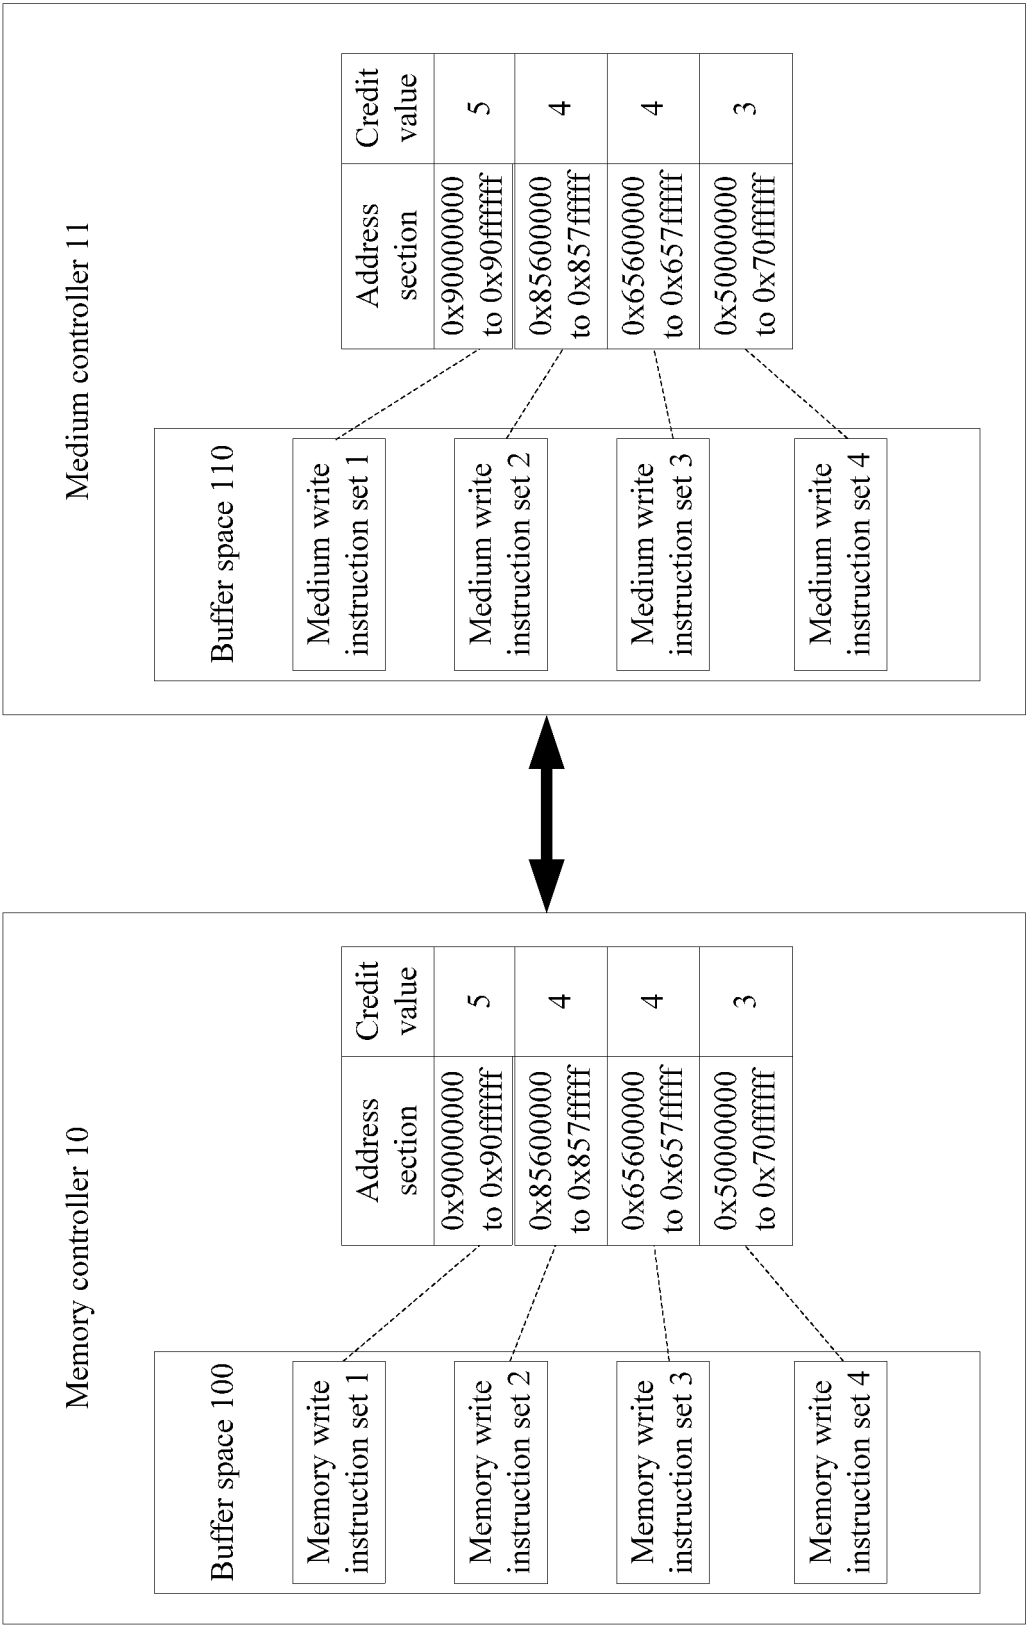 Memory controller 10
Buffer space 100
Memory write
instruction set 1
Memory write
instruction set 2
Memory write
instruction set 3
Memory write
instruction set 4
Address
section
Credit
value
0x90000000
to 0x90ffffff
5
0x85600000
to 0x857fffff
4
0x65600000
to 0x657fffff
4
0x50000000
to 0x70ffffff
3
Medium controller 11
Buffer space 110
Medium write
instruction set 1
Medium write
instruction set 2
Medium write
instruction set 3
Medium write
instruction set 4
Address
section
Credit
value
0x90000000
to 0x90ffffff
5
0x85600000
to 0x857fffff
4
0x65600000
to 0x657fffff
4
0x50000000
to 0x70ffffff
3